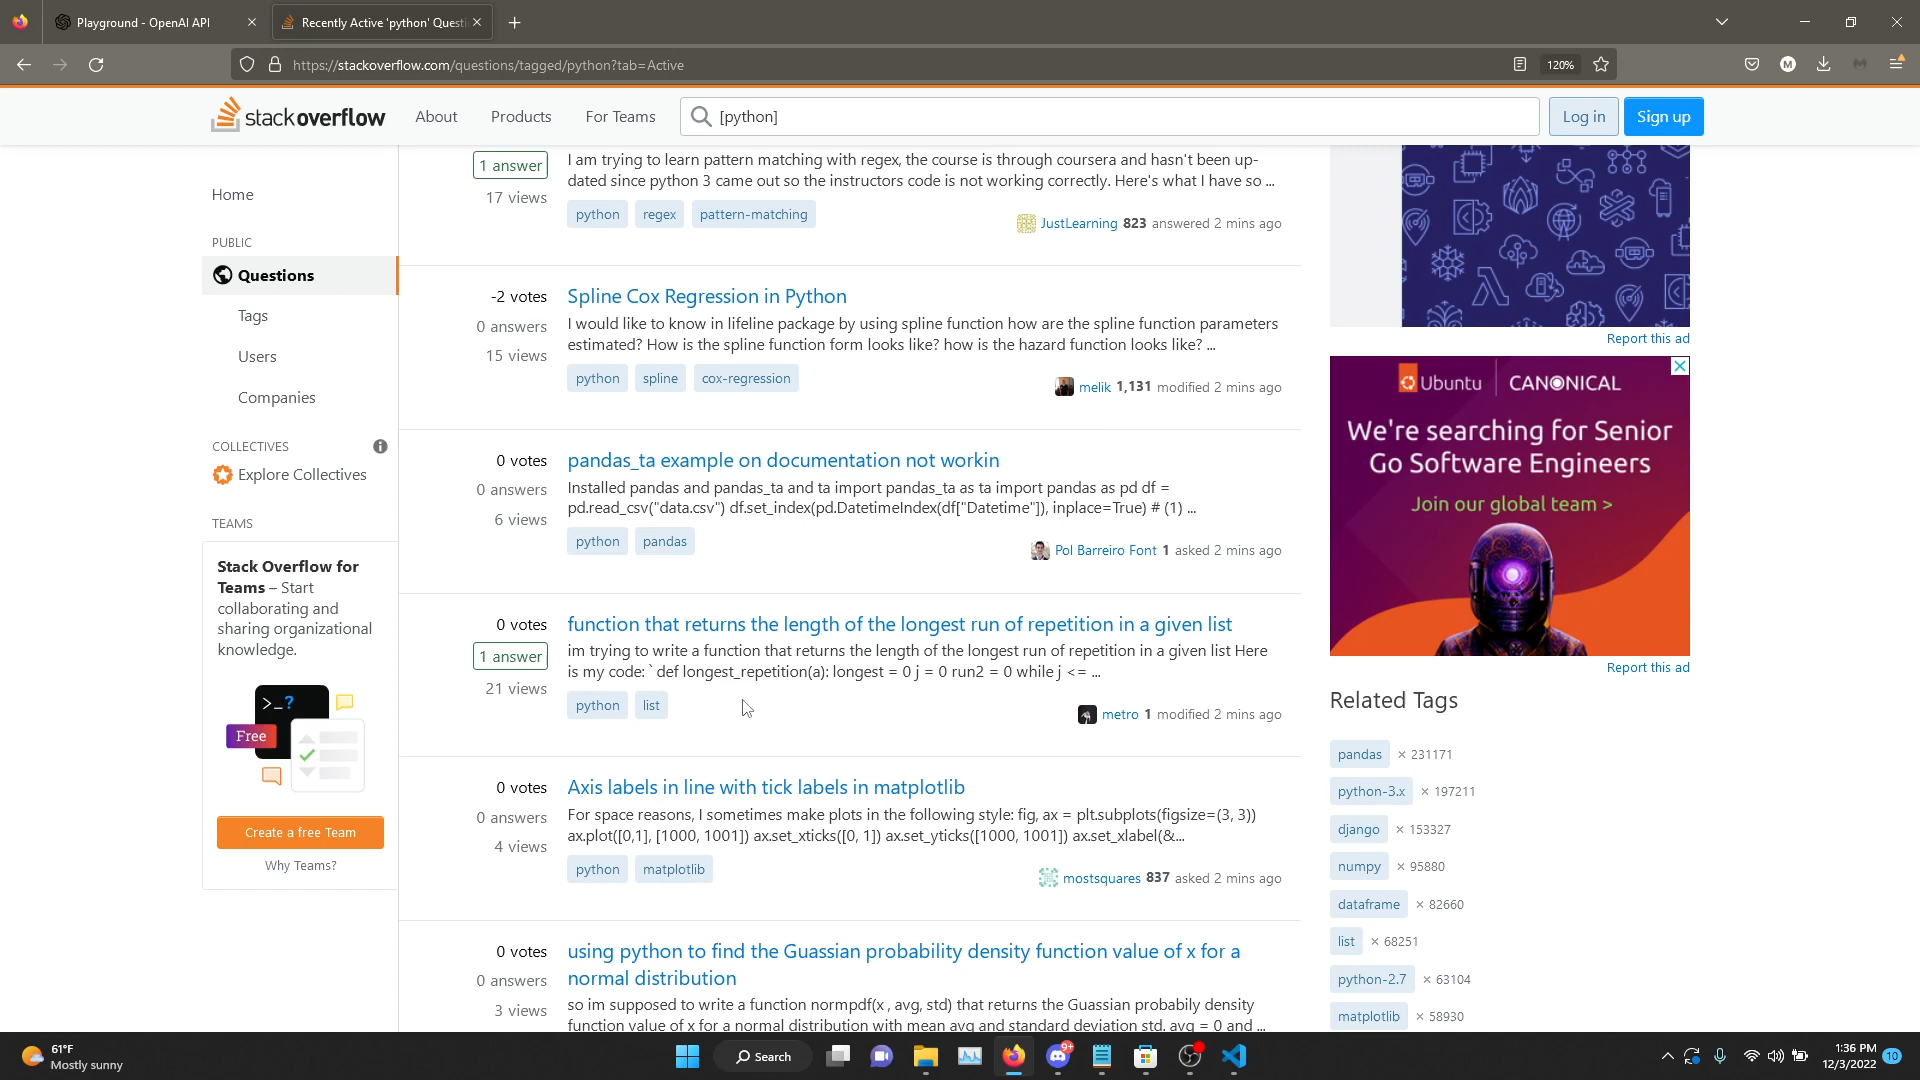 Playground - OpenAI API
Recently Active 'python' Questi
https://stackoverflow.com/questions/tagged/python?tab=Active
120%
M
stackoverflow
About
Products
For Teams
[python]
Log in
Sign up
Home
PUBLIC
Questions
Tags
Users
Companies
COLLECTIVES
Explore Collectives
TEAMS
Stack Overflow for
Teams – Start
collaborating and
sharing organizational
knowledge.
>_?
Free
Create a free Team
Why Teams?
1 answer
17 views
I am trying to learn pattern matching with regex, the course is through coursera and hasn't been up-
dated since python 3 came out so the instructors code is not working correctly. Here's what I have so ...
python regex pattern-matching
JustLearning 823 answered 2 mins ago
-2 votes
0 answers
15 views
Spline Cox Regression in Python
I would like to know in lifeline package by using spline function how are the spline function parameters
estimated? How is the spline function form looks like? how is the hazard function looks like? ...
python spline cox-regression
melik 1,131 modified 2 mins ago
0 votes
0 answers
6 views
pandas_ta example on documentation not workin
Installed pandas and pandas_ta and ta import pandas_ta as ta import pandas as pd df =
pd.read_csv("data.csv") df.set_index(pd.DatetimeIndex(df["Datetime"]), inplace=True) # (1) ...
python pandas
Pol Barreiro Font 1 asked 2 mins ago
0 votes
1 answer
21 views
function that returns the length of the longest run of repetition in a given list
im trying to write a function that returns the length of the longest run of repetition in a given list Here
is my code: ` def longest_repetition(a): longest = 0 j = 0 run2 = 0 while j <= ...
python list
metro 1 modified 2 mins ago
0 votes
0 answers
4 views
Axis labels in line with tick labels in matplotlib
For space reasons, I sometimes make plots in the following style: fig, ax = plt.subplots(figsize=(3, 3))
ax.plot([0,1], [1000, 1001]) ax.set_xticks([0, 1]) ax.set_yticks([1000, 1001]) ax.set_xlabel(&...
python matplotlib
mostsquares 837 asked 2 mins ago
0 votes
0 answers
3 views
using python to find the Guassian probability density function value of x for a
normal distribution
so im supposed to write a function normpdf(x , avg, std) that returns the Guassian probabily density
function value of x for a normal distribution with mean avg and standard deviation std. avg = 0 and ...
Report this ad
Ubuntu | CANONICAL
We're searching for Senior
Go Software Engineers
Join our global team >
Report this ad
Related Tags
pandas × 231171
python-3.x × 197211
django × 153327
numpy × 95880
dataframe × 82660
list × 68251
python-2.7 × 63104
matplotlib × 58930
61°F
Mostly sunny
Search
9+
1:36 PM
12/3/2022
10